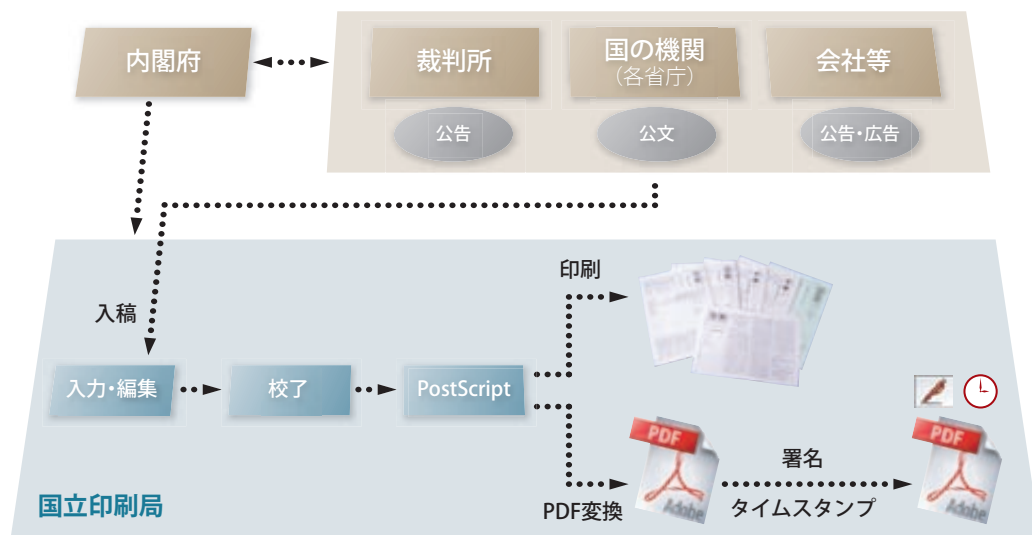 内閣府
裁判所
国の機関
（各省庁）
会社等
公告
公文
公告・広告
入稿
印刷
入力・編集
校了
PostScript
PDF
PDF
署名
Adobe
Adobe
国立印刷局
PDF変換
タイムスタンプ